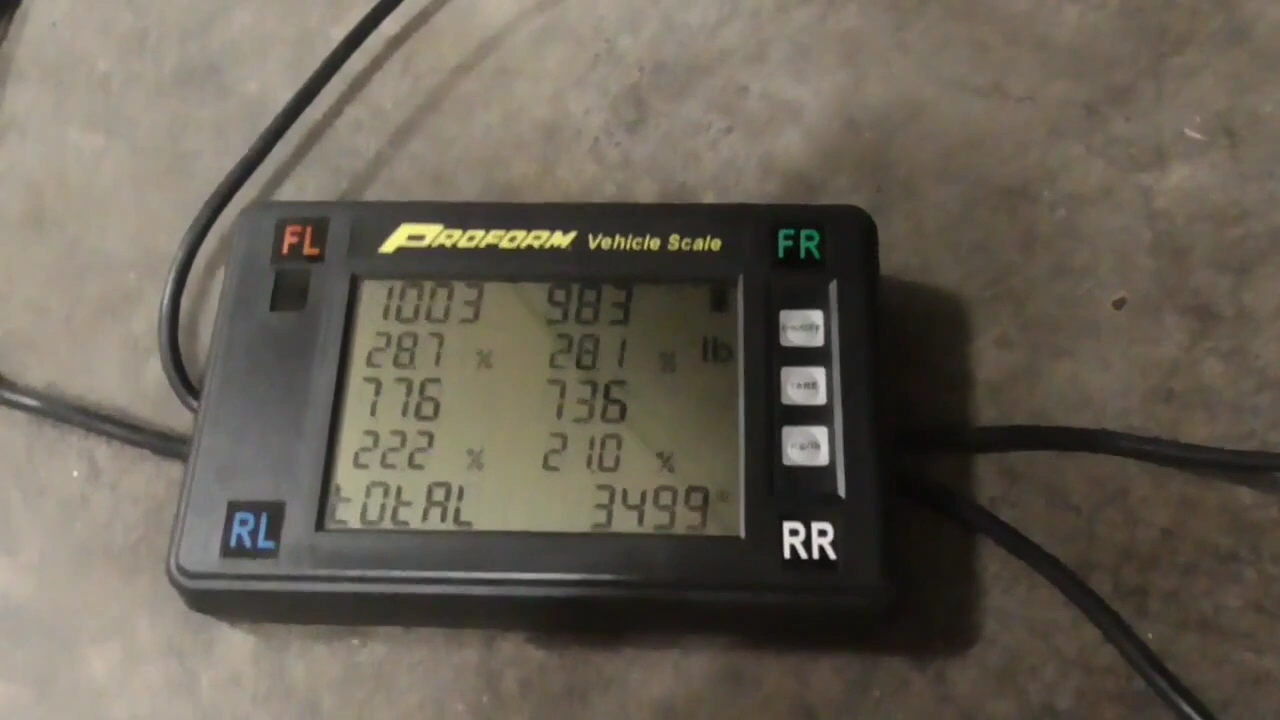 FL PROFORM Vehicle Scale FR
1003 983
28.7 % 28.1 % lb
776 736
22.2 % 21.0 %
totAL 3499
RL RR